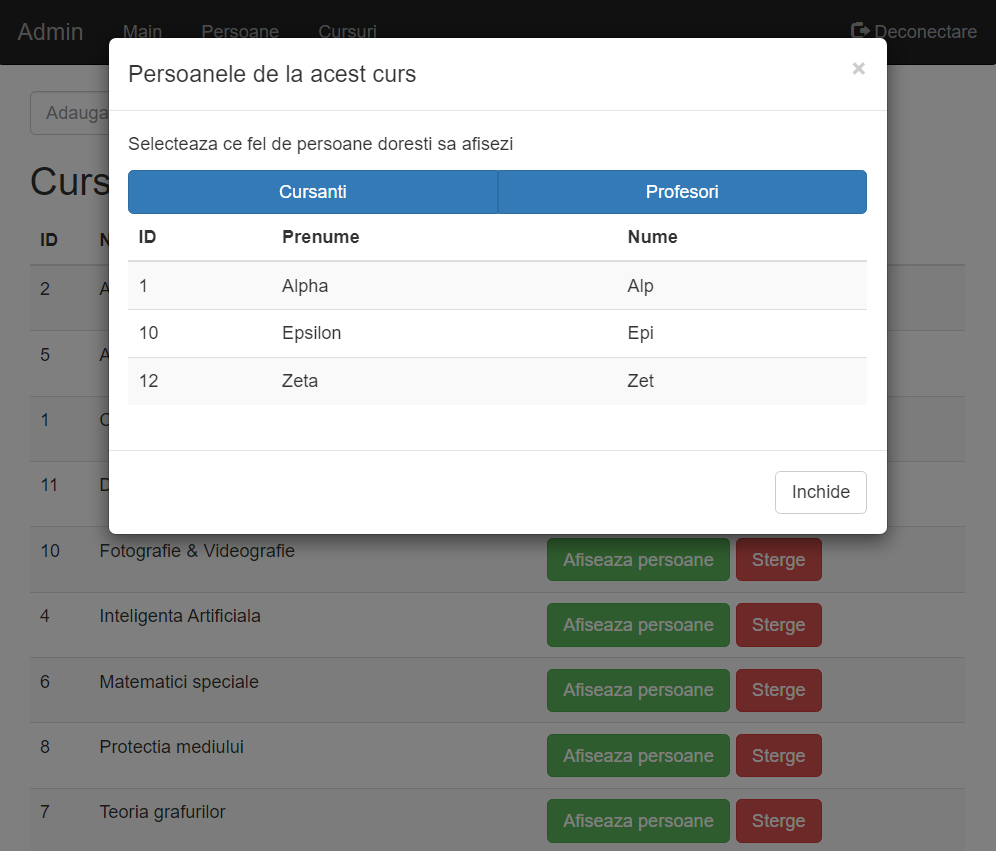 Admin Main Persoane Cursuri Deconectare
Persoanele de la acest curs ×
Adauga
Selecteaza ce fel de persoane doresti sa afisezi
Curs
Cursanti Profesori
ID Prenume Nume
ID N
1 Alpha Alp
2 A
10 Epsilon Epi
5 A
12 Zeta Zet
1
11 D
Inchide
10 Fotografie & Videografie Afiseaza persoane Sterge
4 Inteligenta Artificiala Afiseaza persoane Sterge
6 Matematici speciale Afiseaza persoane Sterge
8 Protectia mediului Afiseaza persoane Sterge
7 Teoria grafurilor Afiseaza persoane Sterge